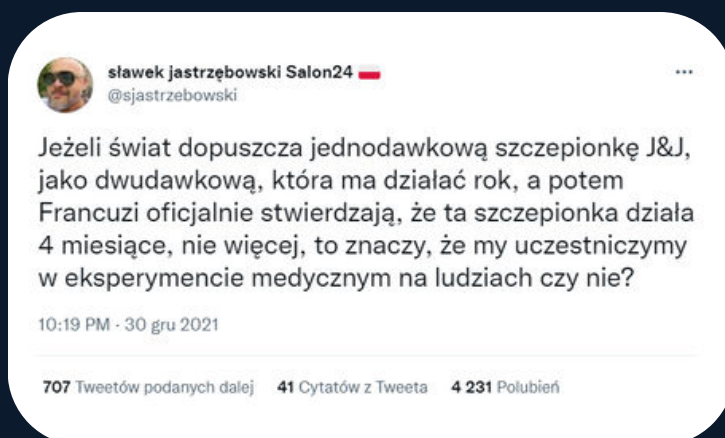 sławek jastrzębowski Salon24
@sjastrzebowski
Jeżeli świat dopuszcza jednodawkową szczepionkę J&J,
jako dwudawkową, która ma działać rok, a potem
Francuzi oficjalnie stwierdzają, że ta szczepionka działa
4 miesiące, nie więcej, to znaczy, że my uczestniczymy
w eksperymencie medycznym na ludziach czy nie?
10:19 PM · 30 gru 2021
707 Tweetów podanych dalej 41 Cytatów z Tweeta 4 231 Polubień